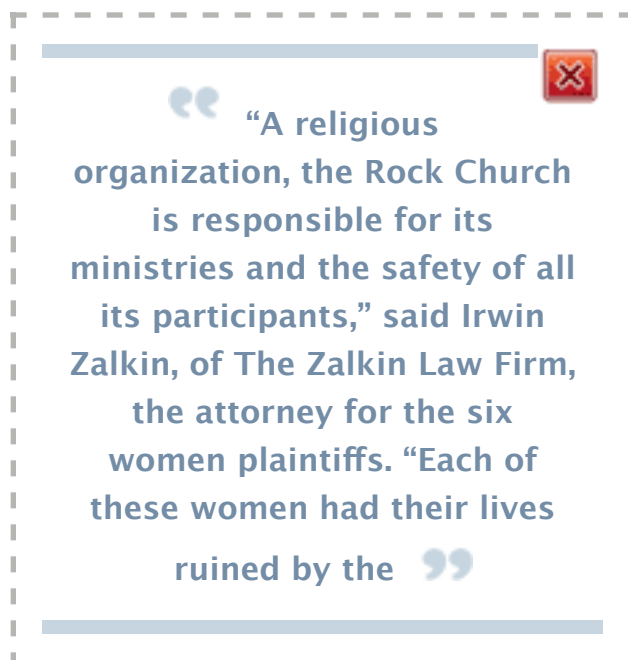 “A religious
organization, the Rock Church
is responsible for its
ministries and the safety of all
its participants,” said Irwin
Zalkin, of The Zalkin Law Firm,
the attorney for the six
women plaintiffs. “Each of
these women had their lives
ruined by the